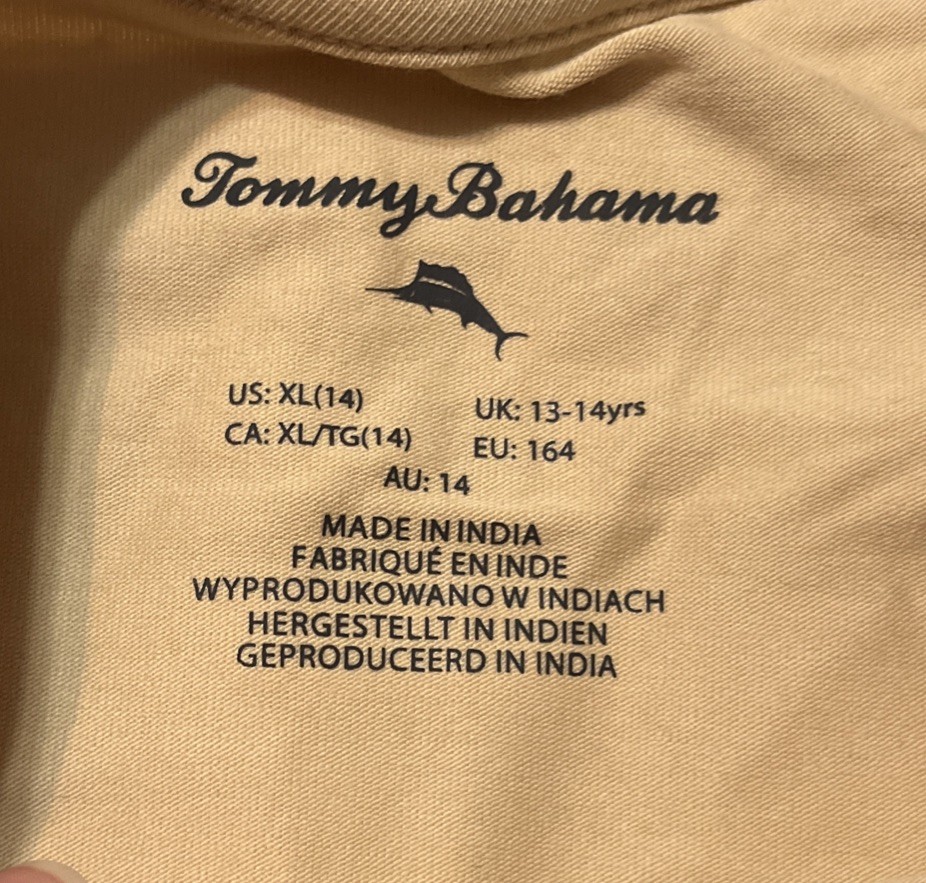 Tommy Bahama
US: XL(14) UK: 13-14yrs
CA: XL/TG(14) EU: 164
AU: 14
MADE IN INDIA
FABRIQUÉ EN INDE
WYPRODUKOWANO W INDIACH
HERGESTELLT IN INDIEN
GEPRODUCEERD IN INDIA